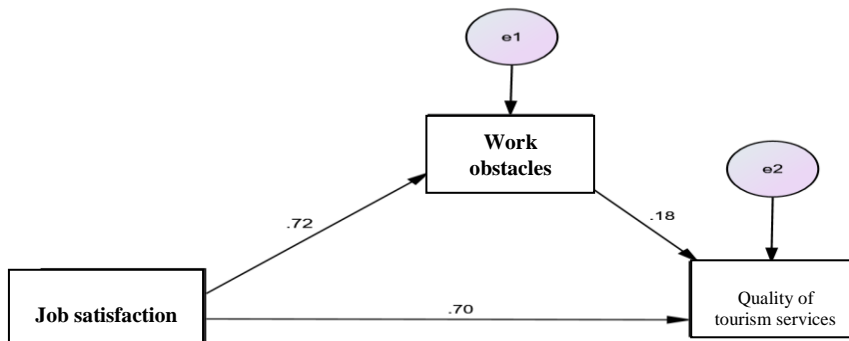 e1
Work
obstacles
e2
.72
.18
Job satisfaction
.70
Quality of
tourism services